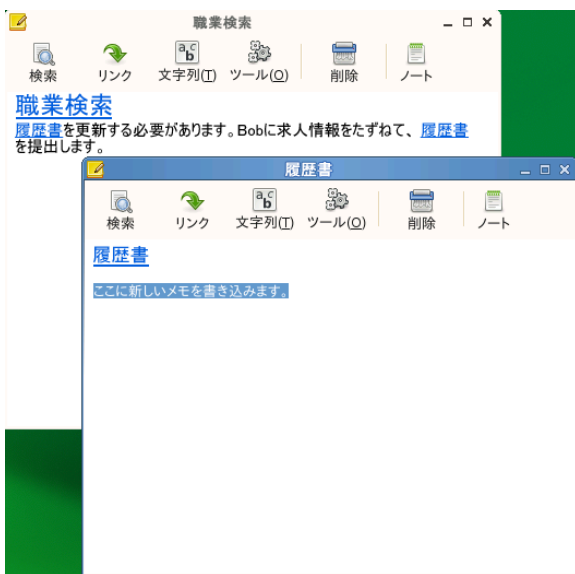 職業検索
検索 リンク 文字列(T) ツール(O) 削除 ノート
職業検索
履歴書を更新する必要があります。Bobに求人情報をたずねて、履歴書
を提出します。
履歴書
検索 リンク 文字列(T) ツール(O) 削除 ノート
履歴書
ここに新しいメモを書き込みます。